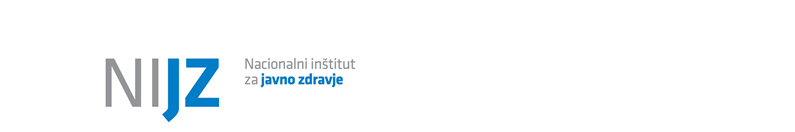 NIJZ
Nacionalni inštitut
za javno zdravje